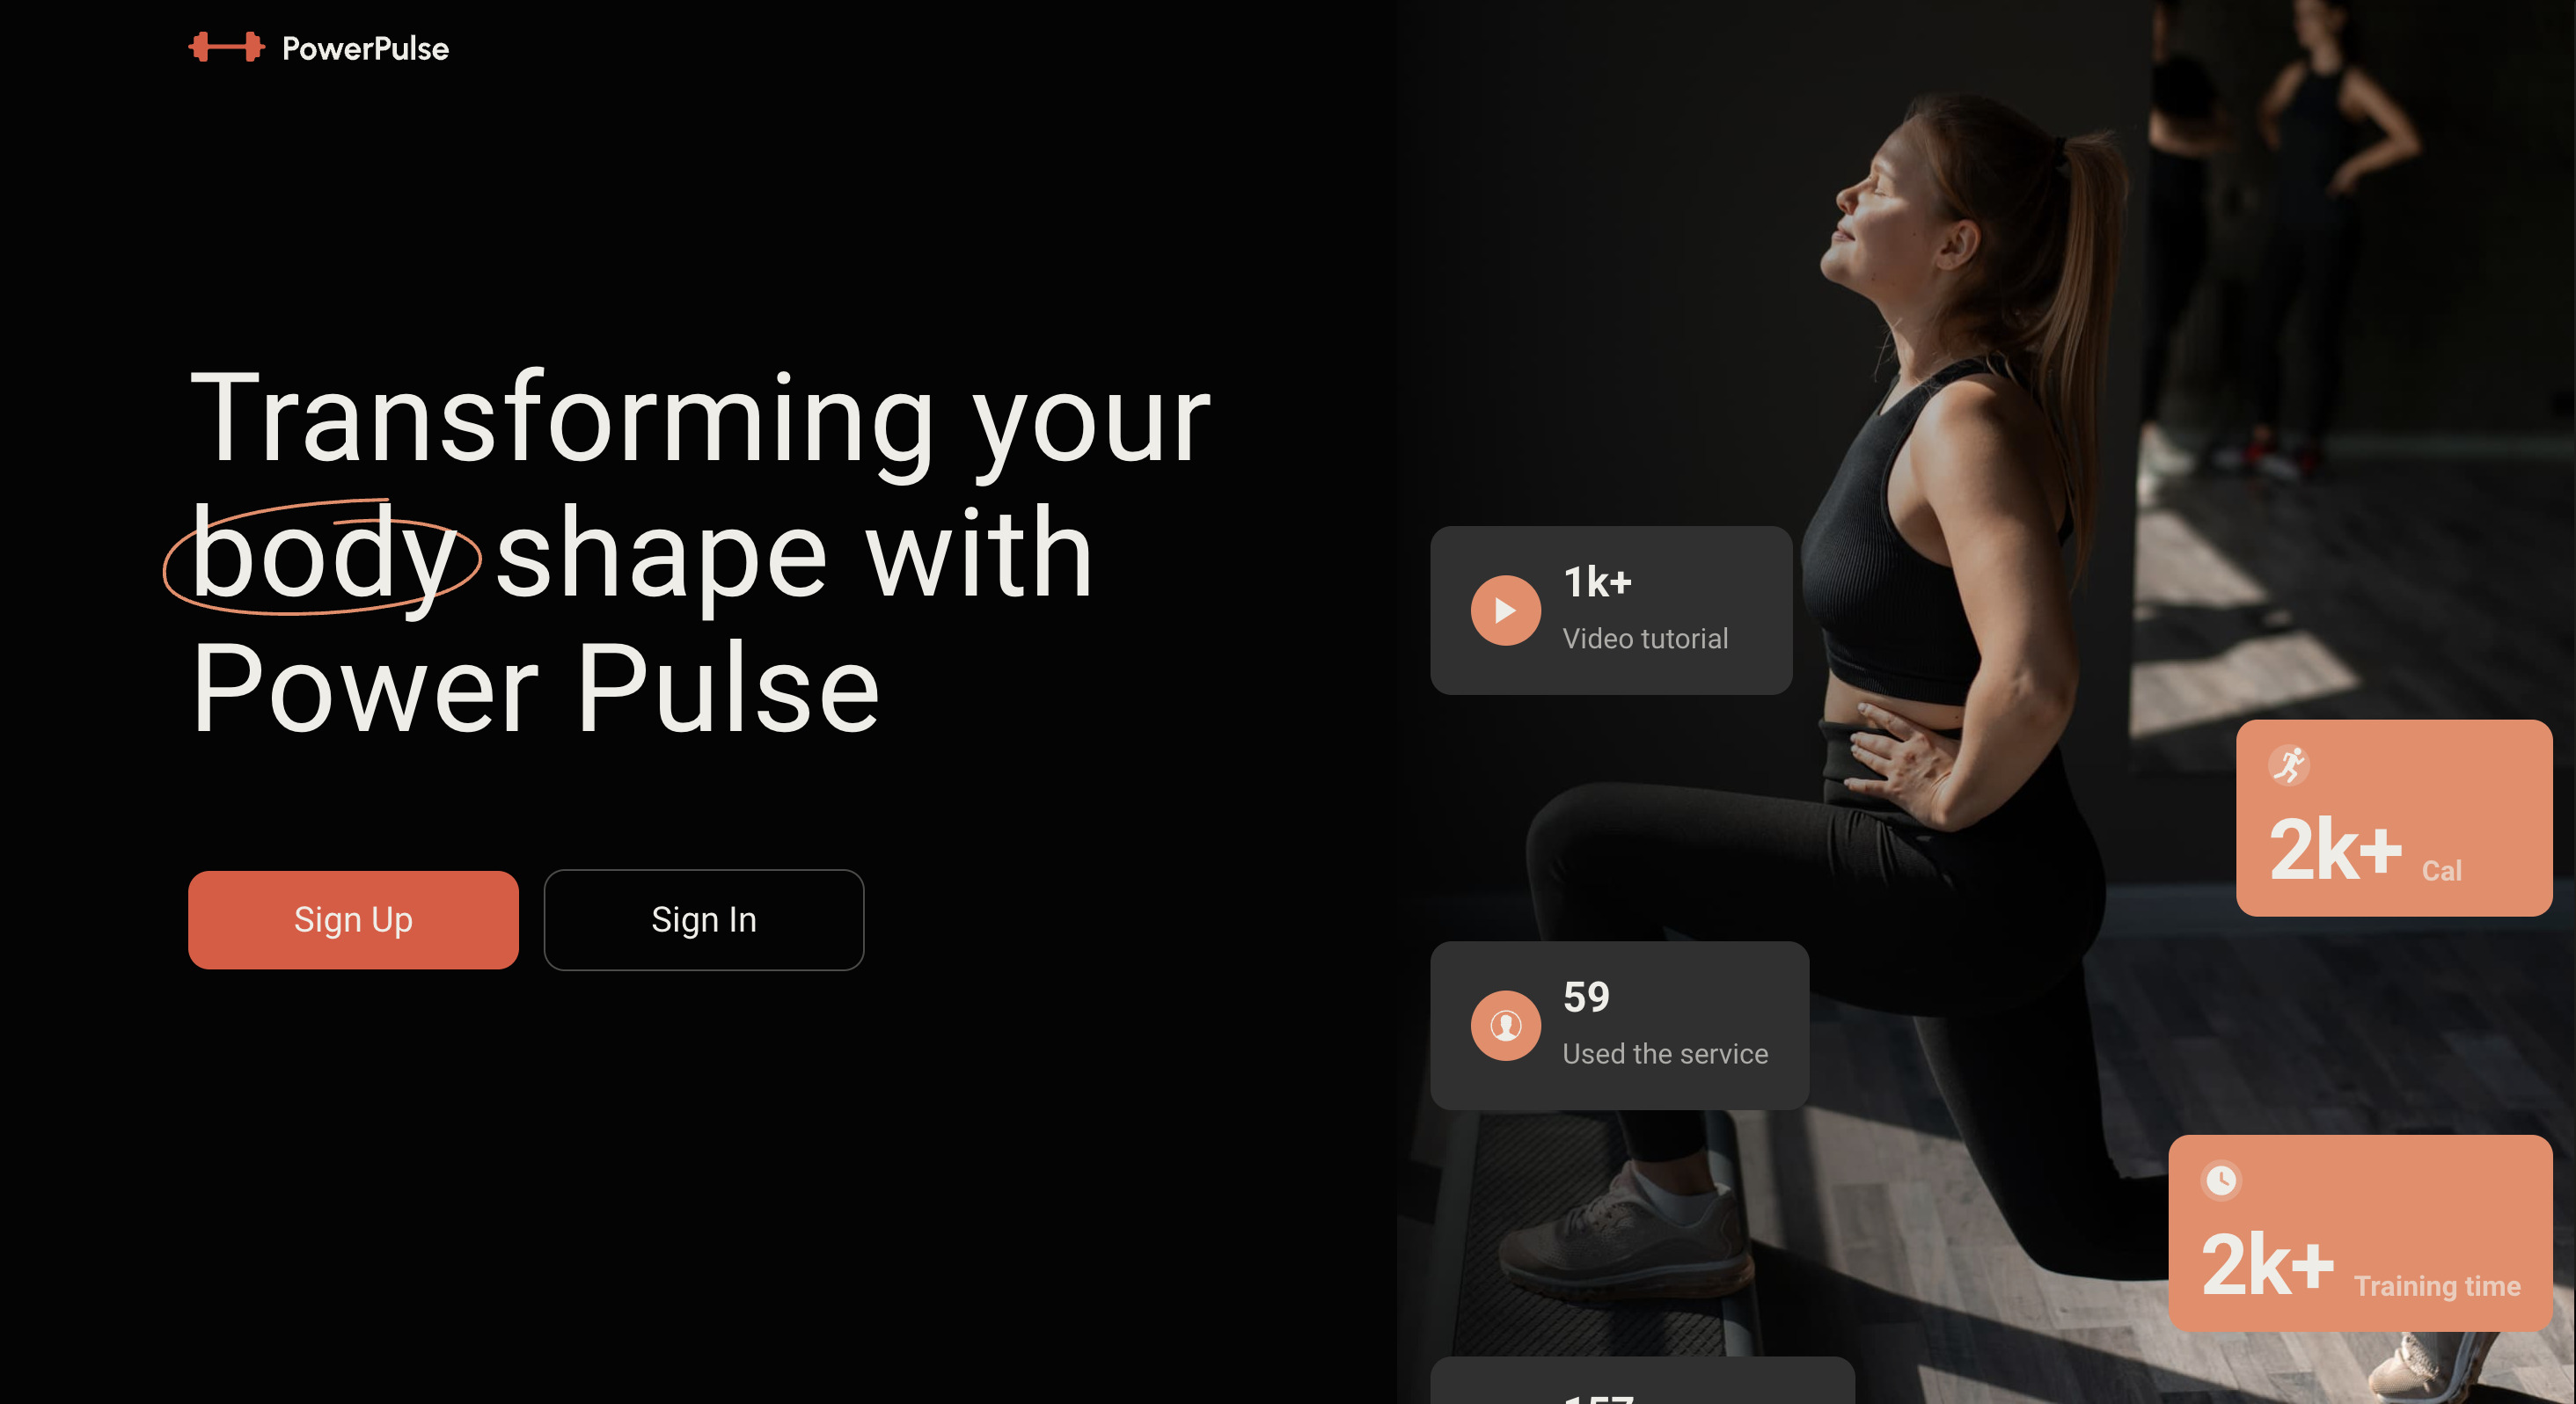 PowerPulse
Transforming your
body shape with
Power Pulse
Sign Up
Sign In
1k+
Video tutorial
2k+ Cal
59
Used the service
2k+ Training time